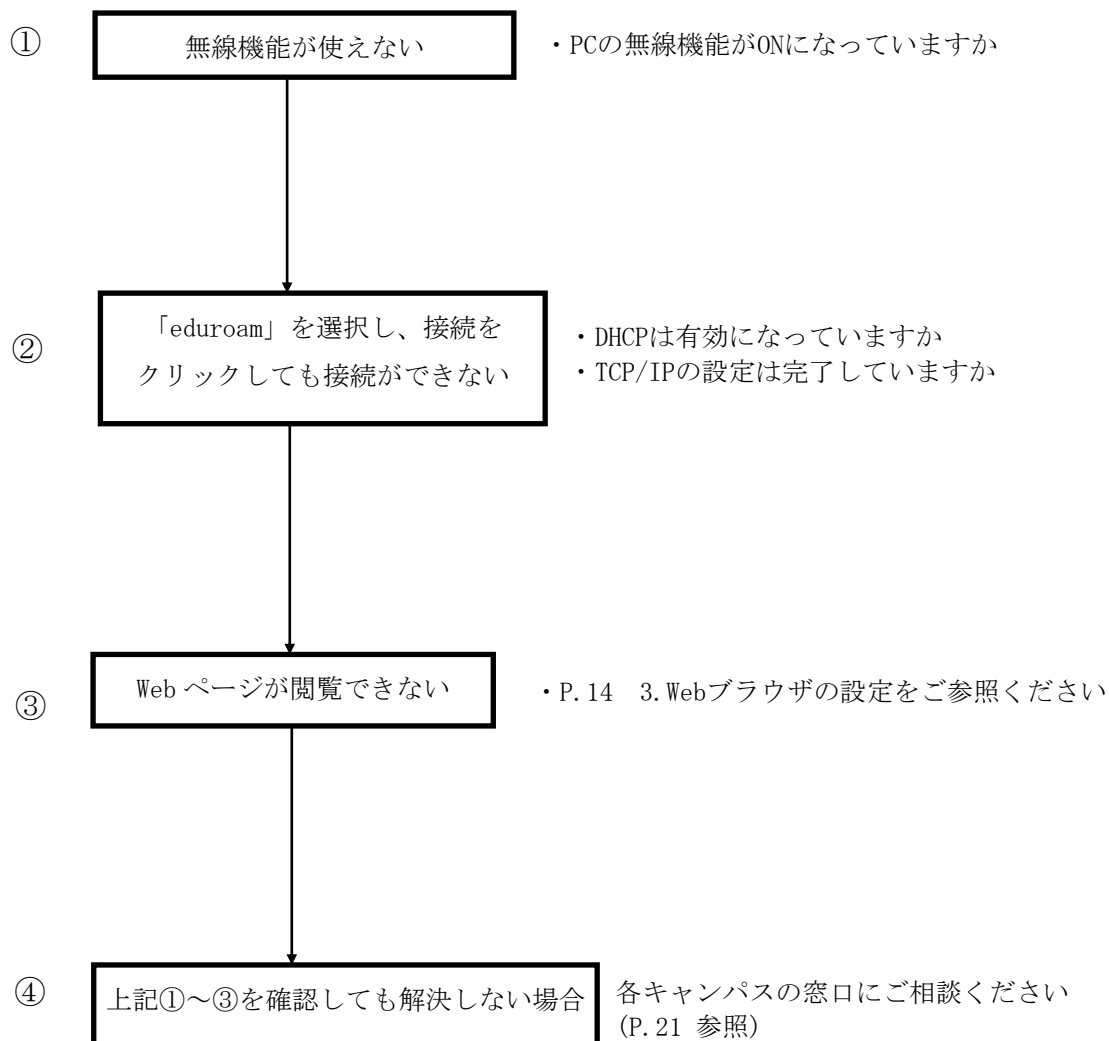 ① 無線機能が使えない ・PCの無線機能がONになっていますか
② 「eduroam」を選択し、接続を
クリックしても接続ができない
・DHCPは有効になっていますか
・TCP/IPの設定は完了していますか
③ Web ページが閲覧できない ・P.14 3.Webブラウザの設定をご参照ください
④ 上記①～③を確認しても解決しない場合
各キャンパスの窓口にご相談ください
(P.21 参照)